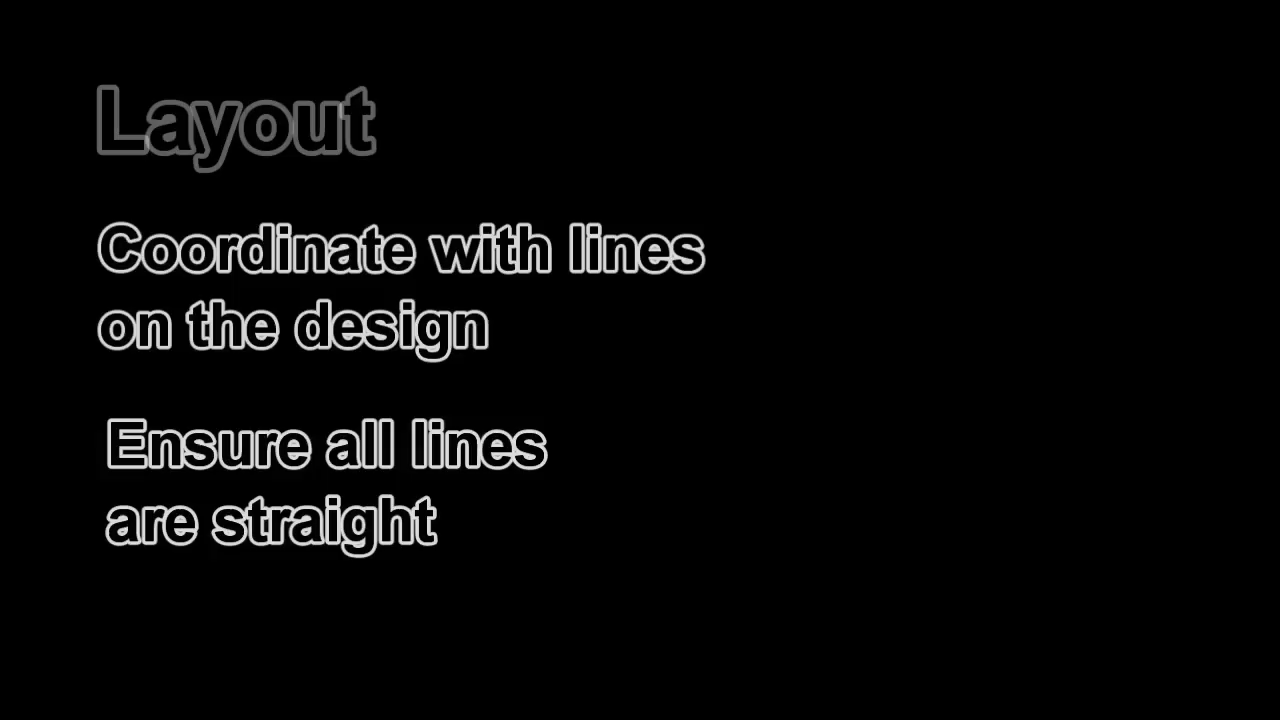 Layout
Coordinate with lines
on the design
Ensure all lines
are straight